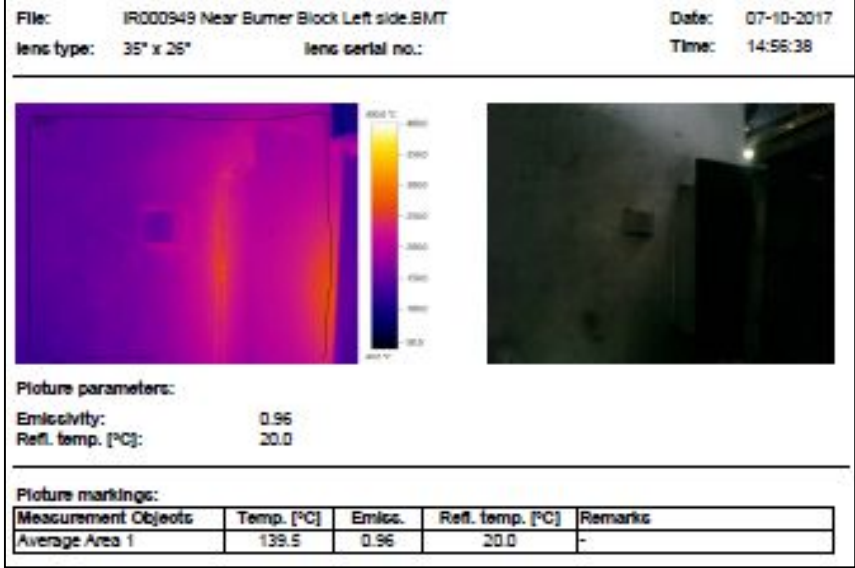 File: IR000949 Near Burner Block Left side.BMT Date: 07-10-2017
lens type: 35° x 26° lens serial no.: Time: 14:56:38
Picture parameters:
Emissivity: 0.96
Refl. temp. [°C]: 20.0
Picture markings:
Measurement Objects Temp. [°C] Emiss. Refl. temp. [°C] Remarks
Average Area 1 139.5 0.96 20.0 -